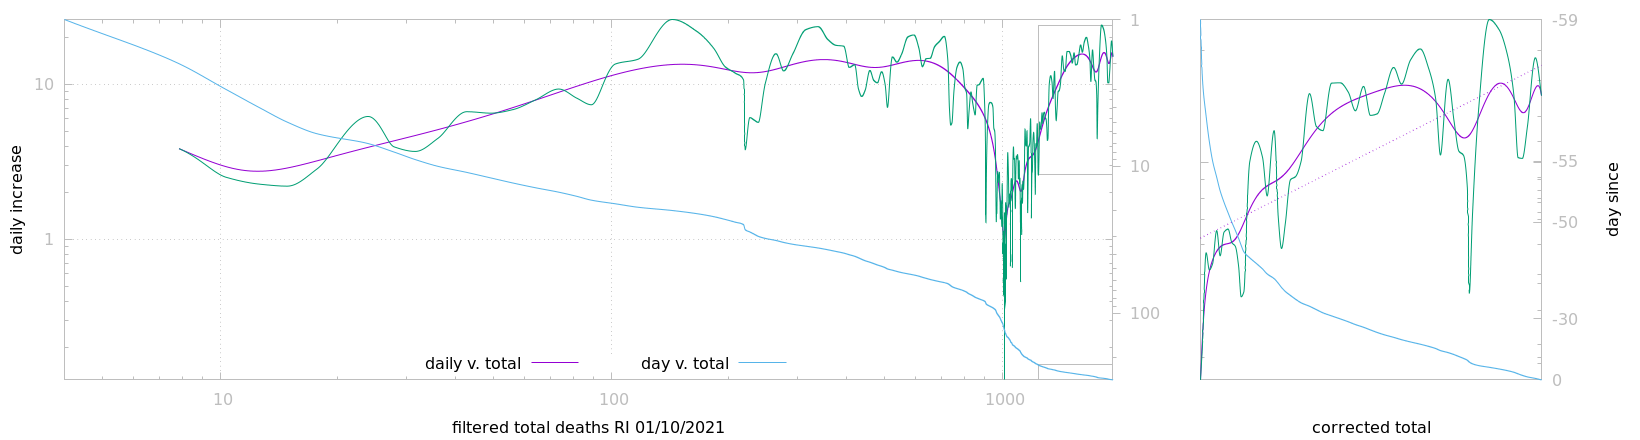 daily increase
10
1
daily v. total
day v. total
10
100
1000
filtered total deaths RI 01/10/2021
1
10
100
-59
-55
-50
-30
0
day since
corrected total